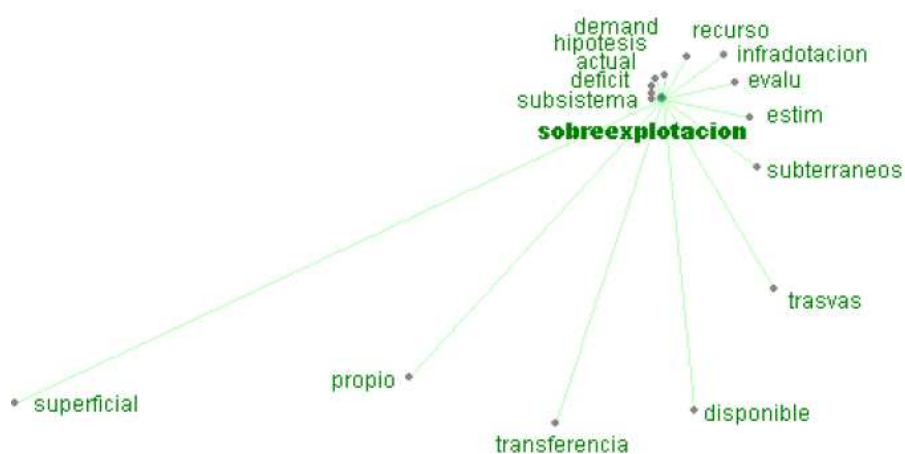 demand
recurso
hipotesis
infradotacion
actual
evalu
deficit
subsistema
estim
sobreexplotacion
subterraneos
trasvas
propio
superficial
disponible
transferencia